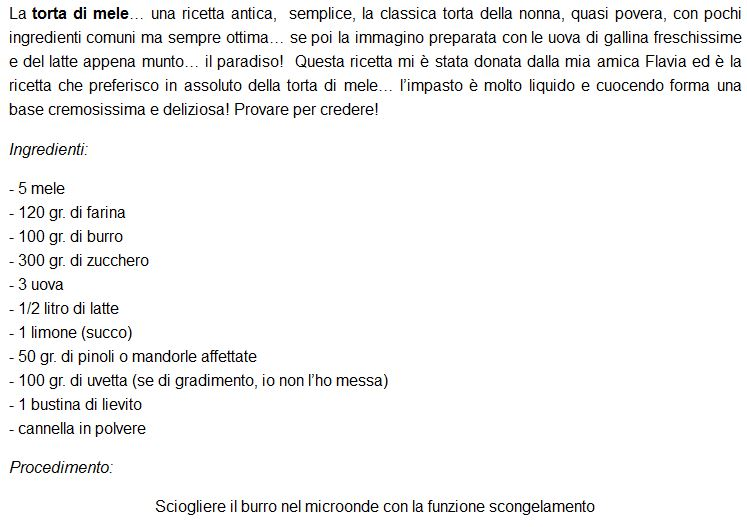 La torta di mele… una ricetta antica, semplice, la classica torta della nonna, quasi povera, con pochi
ingredienti comuni ma sempre ottima… se poi la immagino preparata con le uova di gallina freschissime
e del latte appena munto… il paradiso! Questa ricetta mi è stata donata dalla mia amica Flavia ed è la
ricetta che preferisco in assoluto della torta di mele… l’impasto è molto liquido e cuocendo forma una
base cremosissima e deliziosa! Provare per credere!
Ingredienti:
- 5 mele
- 120 gr. di farina
- 100 gr. di burro
- 300 gr. di zucchero
- 3 uova
- 1/2 litro di latte
- 1 limone (succo)
- 50 gr. di pinoli o mandorle affettate
- 100 gr. di uvetta (se di gradimento, io non l’ho messa)
- 1 bustina di lievito
- cannella in polvere
Procedimento:
Sciogliere il burro nel microonde con la funzione scongelamento